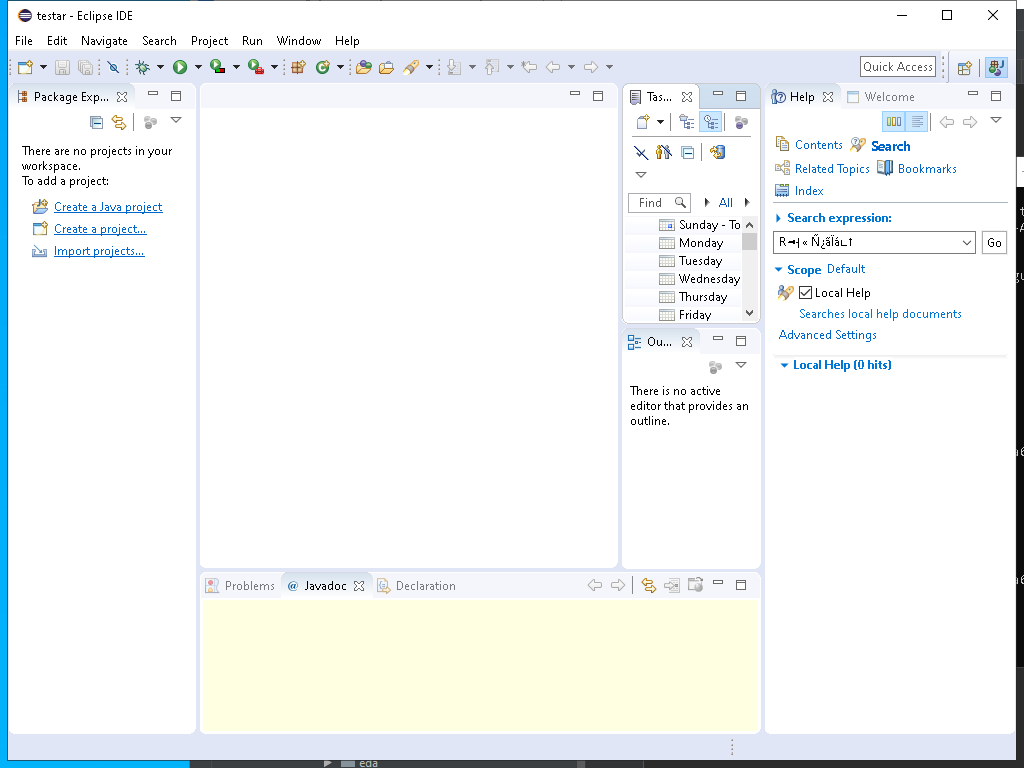 testar - Eclipse IDE
File Edit Navigate Search Project Run Window Help
Quick Access
Package Exp...
There are no projects in your
workspace.
To add a project:
Create a Java project
Create a project...
Import projects...
Tas...
Find
All
Sunday - To
Monday
Tuesday
Wednesday
Thursday
Friday
Ou...
There is no active
editor that provides an
outline.
Help Welcome
Contents Search
Related Topics Bookmarks
Index
Search expression:
Go
Scope Default
Local Help
Searches local help documents
Advanced Settings
Local Help (0 hits)
Problems @ Javadoc Declaration
eda